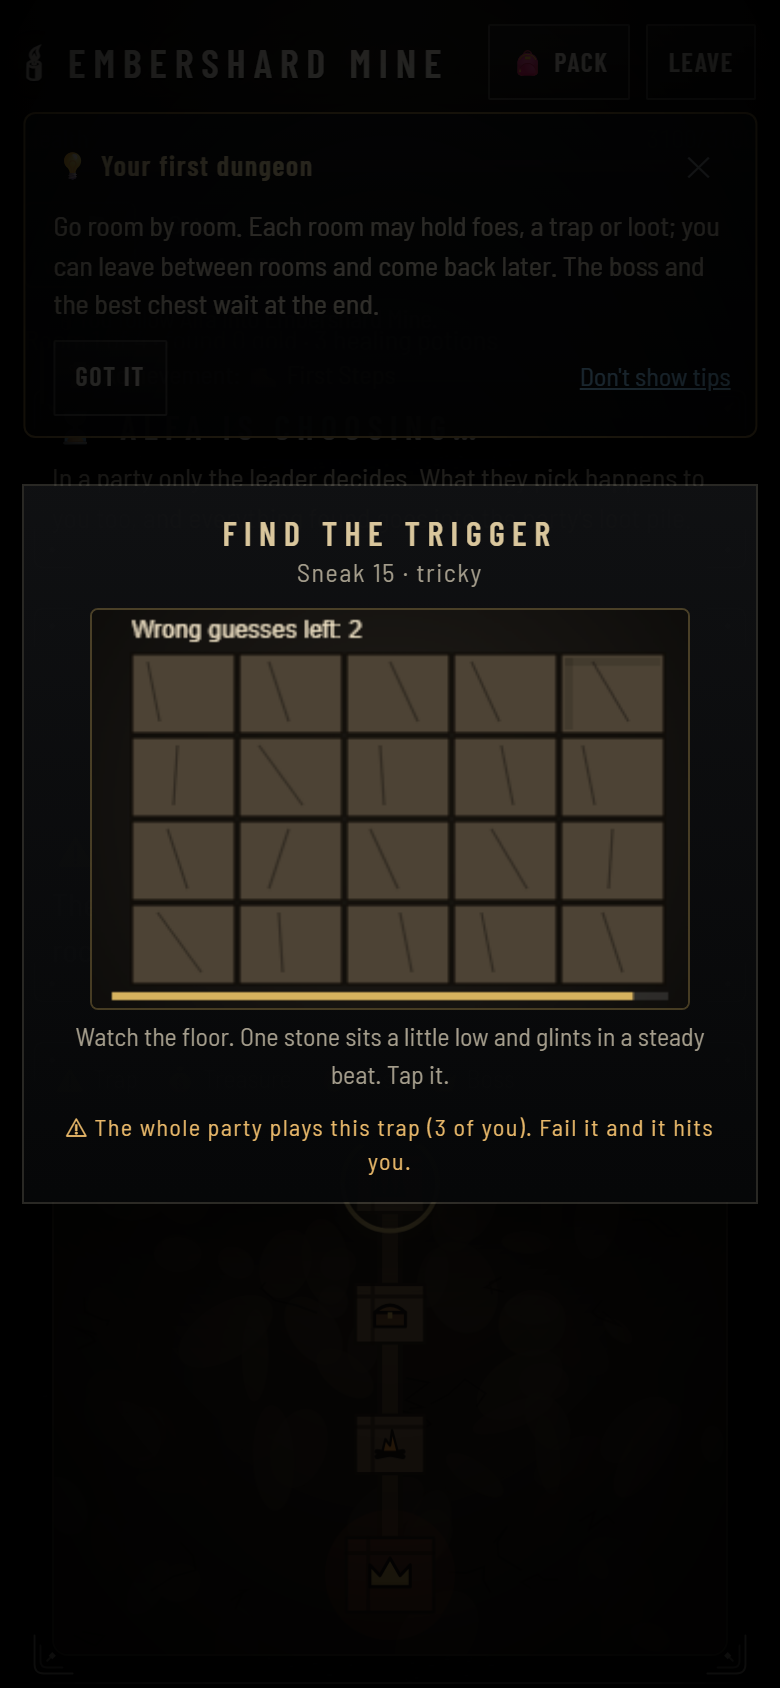 EMBERSHARD MINE
PACK
LEAVE
Your first dungeon
Go room by room. Each room may hold foes, a trap or loot; you
can leave between rooms and come back later. The boss and
the best chest wait at the end.
GOT IT
Don't show tips
ALFA IS CHOOSING...
In a party only the leader decides. What they pick happens to
FIND THE TRIGGER
Sneak 15 · tricky
Wrong guesses left: 2
Watch the floor. One stone sits a little low and glints in a steady
beat. Tap it.
⚠ The whole party plays this trap (3 of you). Fail it and it hits
you.